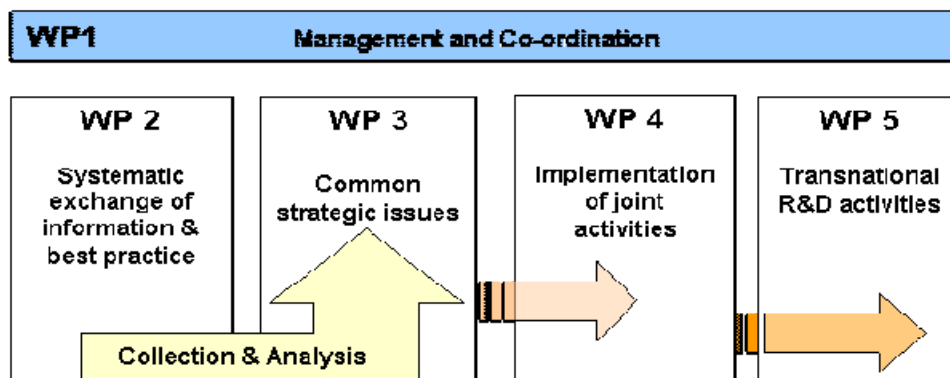 WP1 Management and Co-ordination
WP 2
Systematic
exchange of
information &
best practice
WP 3
Common
strategic issues
WP 4
Implementation
of joint
activities
WP 5
Transnational
R&D activities
Collection & Analysis